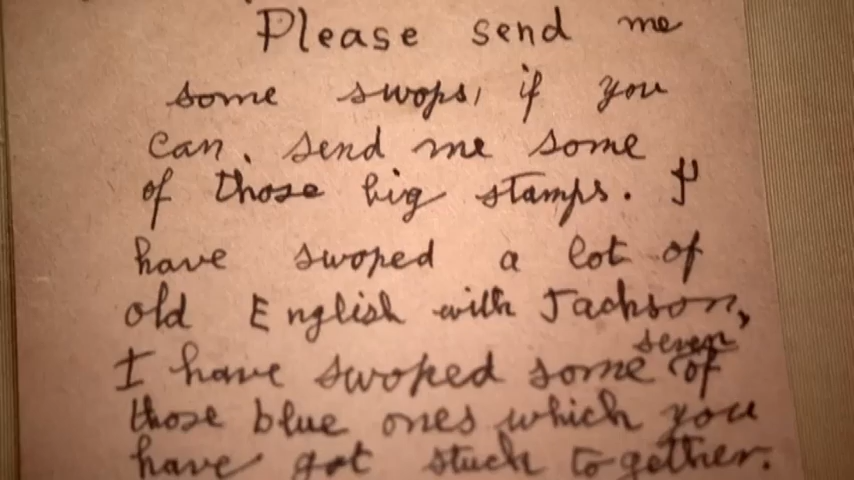 Please send me
some swops, if you
can. send me some
of those big stamps. I
have swoped a lot of
old English with Jackson,
seven
I have swoped some of
those blue ones which you
have got stuck together.